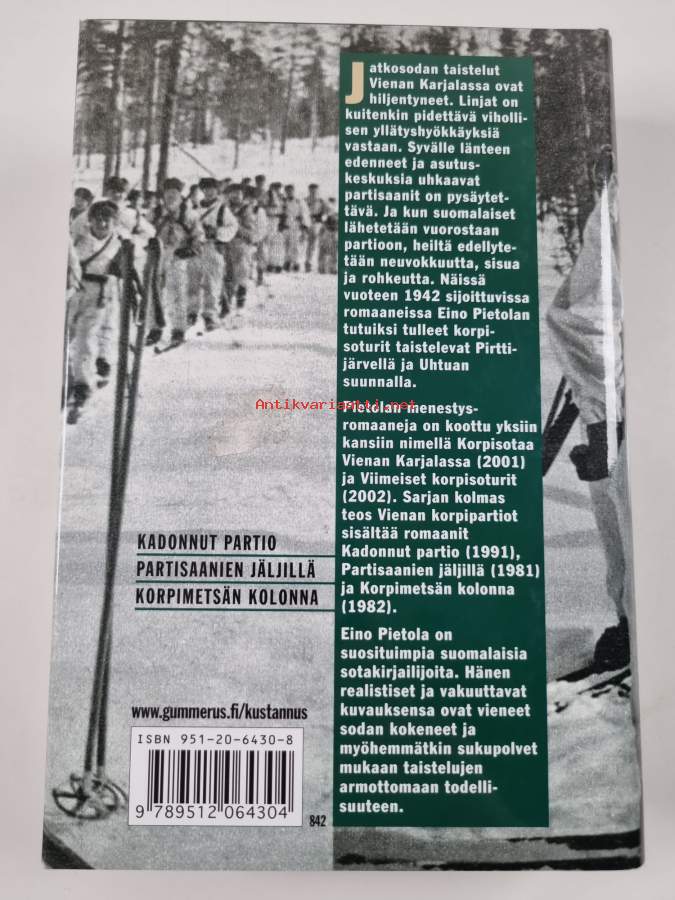 Jatkosodan taistelut
Vienan Karjalassa ovat
hiljentyneet. Linjat on
kuitenkin pidettävä viholli-
sen yllätyshyökkäyksiä
vastaan. Syvälle länteen
edenneet ja asutus-
keskuksia uhkaavat
partisaanit on pysäytet-
tävä. Ja kun suomalaiset
lähetetään vuorostaan
partioon, heiltä edellyte-
tään neuvokkuutta, sisua
ja rohkeutta. Näissä
vuoteen 1942 sijoittuvissa
romaaneissa Eino Pietolan
tutuiksi tulleet korpi-
soturit taistelevat Pirtti-
järvellä ja Uhtuan
suunnalla.
Antikvariaatti.net
Pietolan menestys-
romaaneja on koottu yksiin
kansiin nimellä Korpisotaa
Vienan Karjalassa (2001)
ja Viimeiset korpisoturit
(2002). Sarjan kolmas
teos Vienan korpipartiot
sisältää romaanit
Kadonnut partio (1991),
Partisaanien jäljillä (1981)
ja Korpimetsän kolonna
(1982).
Eino Pietola on
suosituimpia suomalaisia
sotakirjailijoita. Hänen
realistiset ja vakuuttavat
kuvauksensa ovat vieneet
sodan kokeneet ja
myöhemmätkin sukupolvet
mukaan taistelujen
armottomaan todelli-
suuteen.
KADONNUT PARTIO
PARTISAANIEN JÄLJILLÄ
KORPIMETSÄN KOLONNA
www.gummerus.fi/kustannus
ISBN 951-20-6430-8
9 789512 064304
842